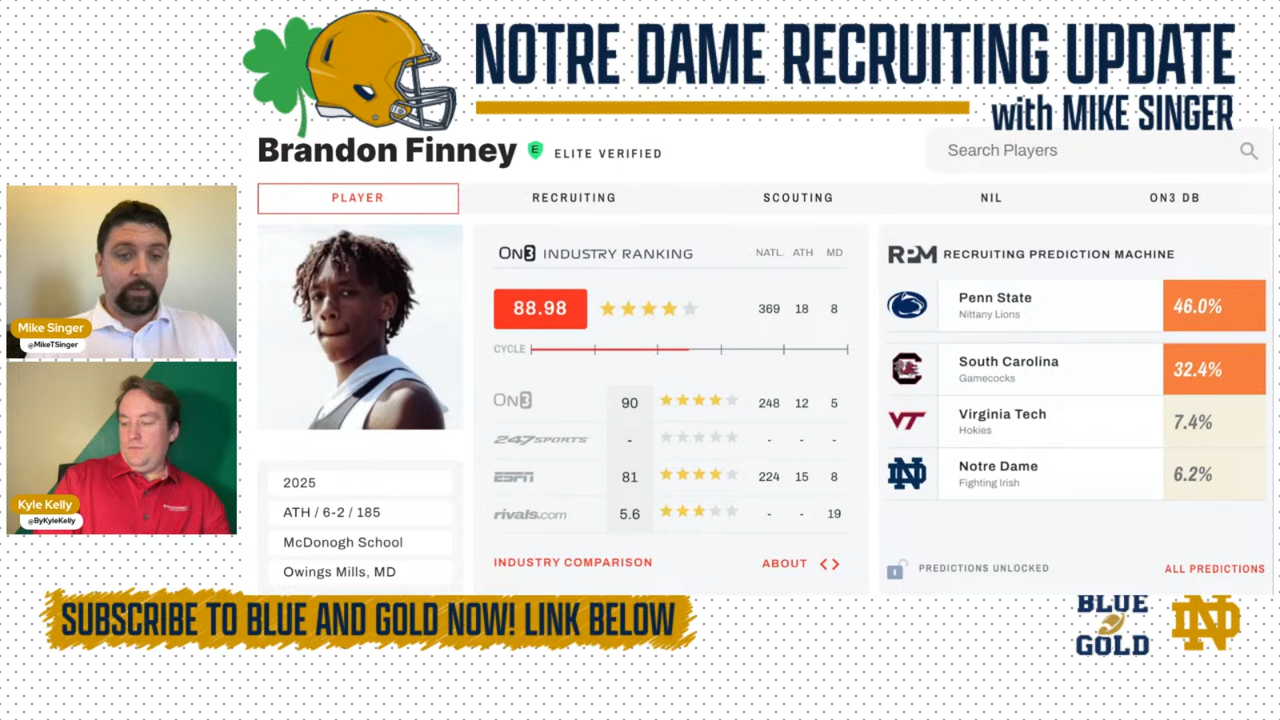 NOTRE DAME RECRUITING UPDATE
with MIKE SINGER
Brandon Finney E ELITE VERIFIED
Search Players
PLAYER RECRUITING SCOUTING NIL ON3 DB
Mike Singer
@MikeTSinger
Kyle Kelly
@ByKyleKelly
2025
ATH / 6-2 / 185
McDonogh School
Owings Mills, MD
On3 INDUSTRY RANKING NATL. ATH MD
88.98 369 18 8
CYCLE
On3 90 248 12 5
247SPORTS - - - -
ESPN 81 224 15 8
rivals.com 5.6 - - 19
INDUSTRY COMPARISON ABOUT < >
RPM RECRUITING PREDICTION MACHINE
Penn State
Nittany Lions
46.0%
South Carolina
Gamecocks
32.4%
VT Virginia Tech
Hokies
7.4%
ND Notre Dame
Fighting Irish
6.2%
PREDICTIONS UNLOCKED ALL PREDICTIONS
SUBSCRIBE TO BLUE AND GOLD NOW! LINK BELOW
BLUE
GOLD
ND